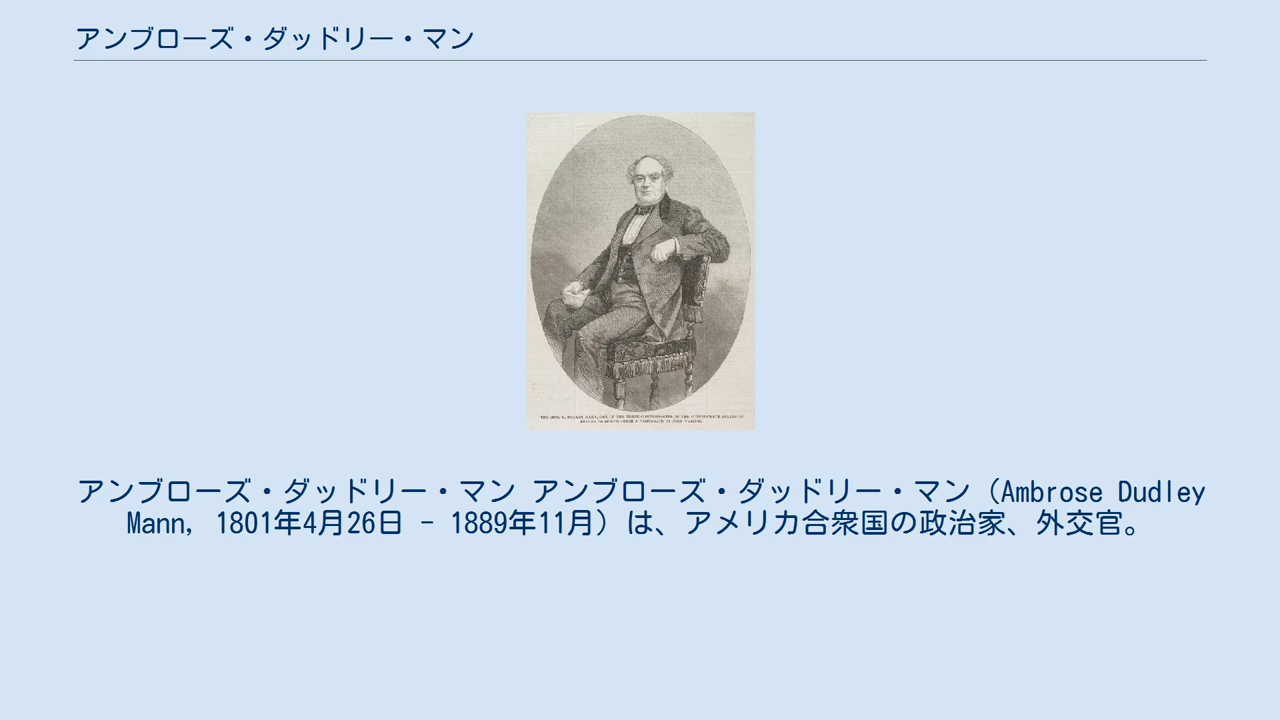 アンブローズ・ダッドリー・マン
アンブローズ・ダッドリー・マン アンブローズ・ダッドリー・マン（Ambrose Dudley
Mann, 1801年4月26日 - 1889年11月）は、アメリカ合衆国の政治家、外交官。